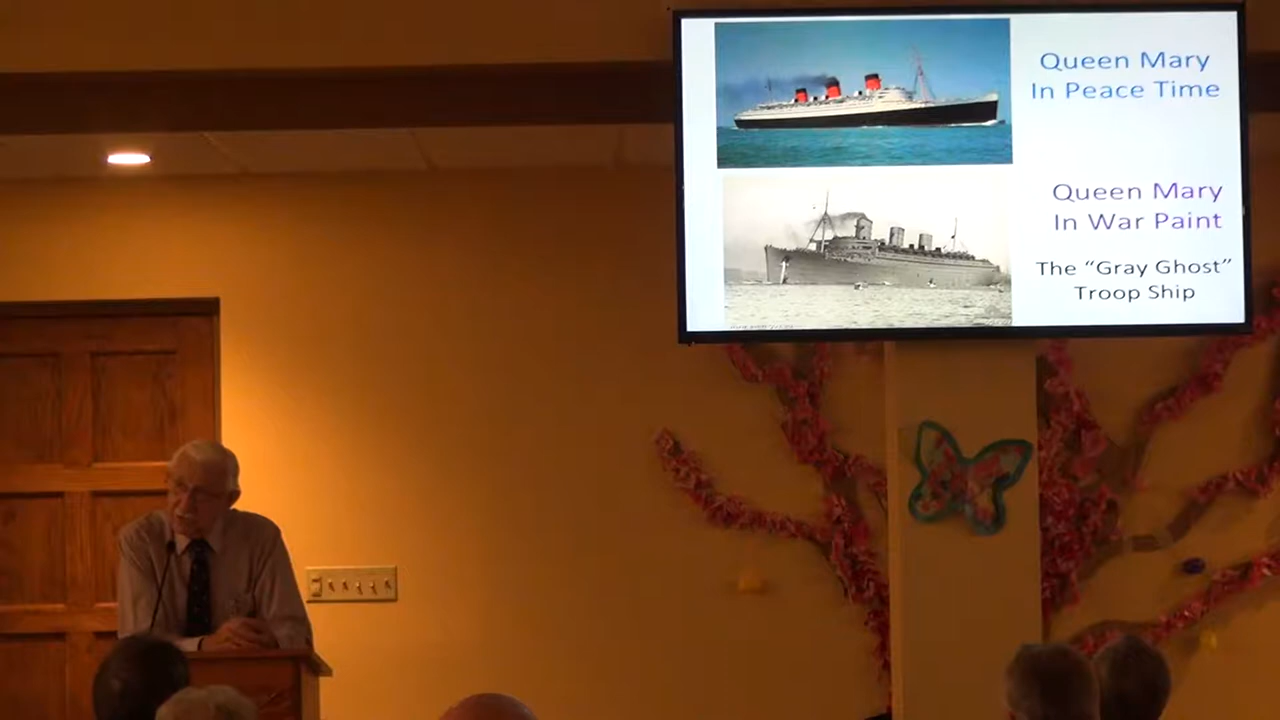 Queen Mary
In Peace Time
Queen Mary
In War Paint
The “Gray Ghost”
Troop Ship